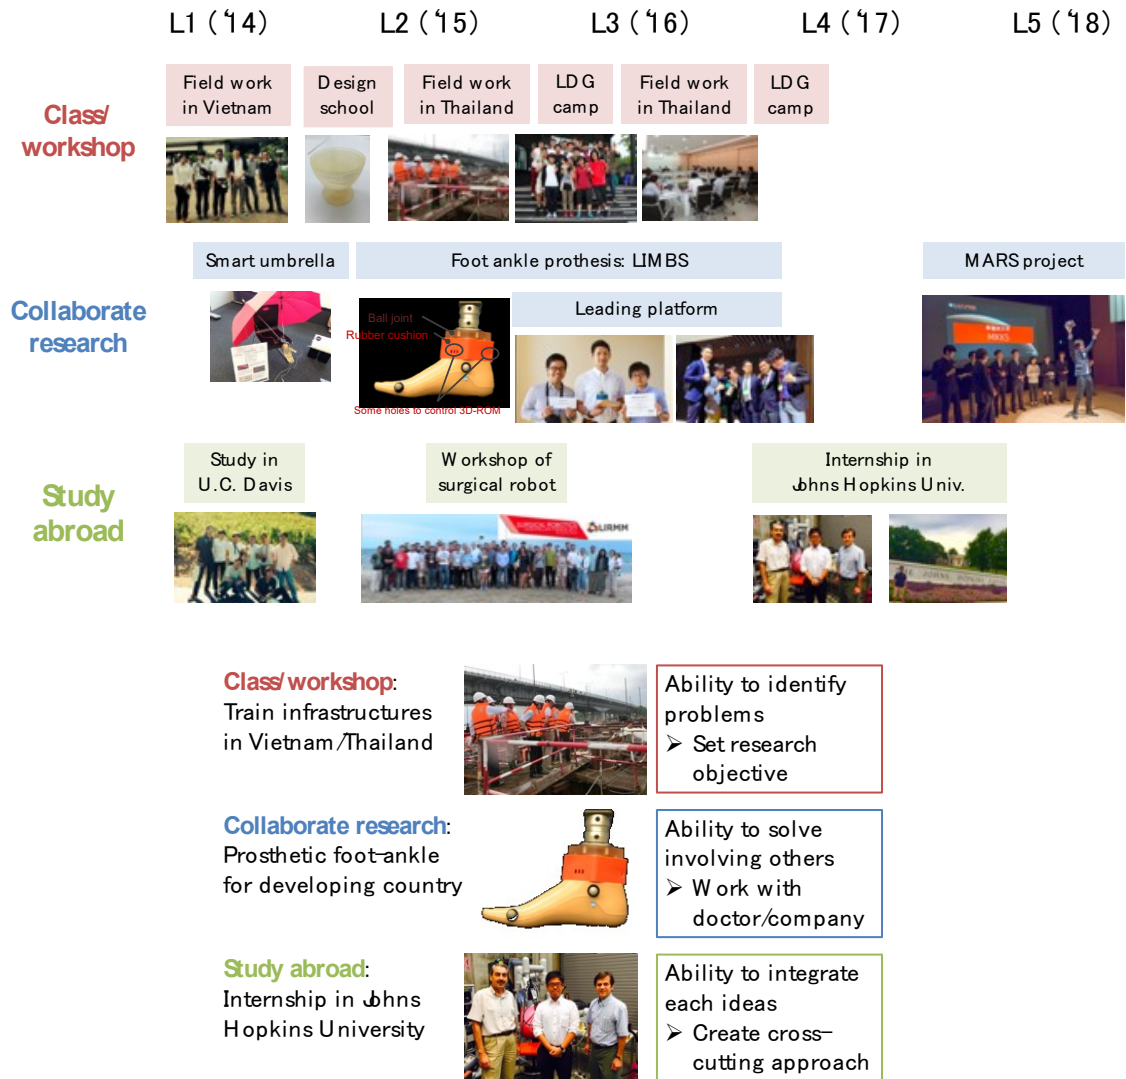 L1 ('14) L2 ('15) L3 ('16) L4 ('17) L5 ('18)
Class/
workshop
Field work
in Vietnam
Design
school
Field work
in Thailand
LDG
camp
Field work
in Thailand
LDG
camp
Collaborate
research
Smart umbrella
Foot ankle prothesis: LIMBS
MARS project
Leading platform
Ball joint
Rubber cushion
Some holes to control 3D-ROM
Study
abroad
Study in
U.C. Davis
Workshop of
surgical robot
Internship in
Johns Hopkins Univ.
LIRMM
Class/workshop:
Train infrastructures
in Vietnam/Thailand
Ability to identify
problems
➢ Set research
objective
Collaborate research:
Prosthetic foot-ankle
for developing country
Ability to solve
involving others
➢ Work with
doctor/company
Study abroad:
Internship in Johns
Hopkins University
Ability to integrate
each ideas
➢ Create cross-
cutting approach